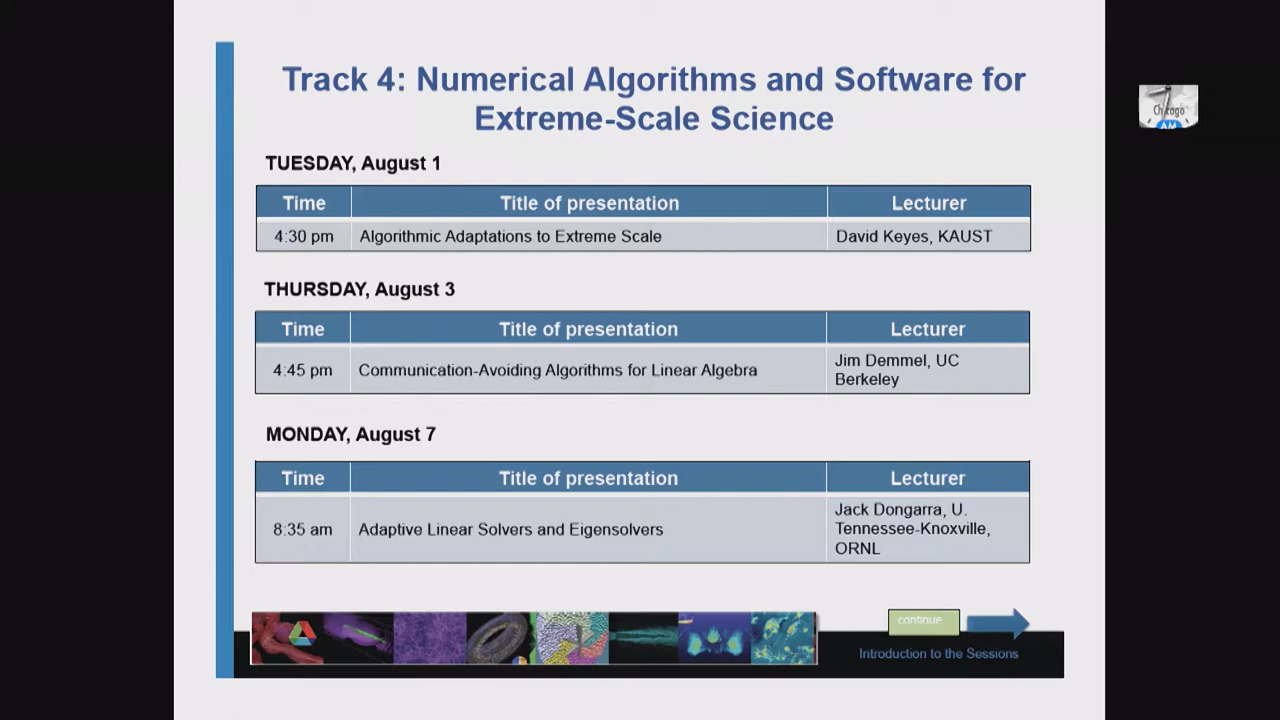 Track 4: Numerical Algorithms and Software for
Extreme-Scale Science
Chicago
AM
TUESDAY, August 1
Time Title of presentation Lecturer
4:30 pm Algorithmic Adaptations to Extreme Scale David Keyes, KAUST
THURSDAY, August 3
Time Title of presentation Lecturer
4:45 pm Communication-Avoiding Algorithms for Linear Algebra Jim Demmel, UC
Berkeley
MONDAY, August 7
Time Title of presentation Lecturer
8:35 am Adaptive Linear Solvers and Eigensolvers Jack Dongarra, U.
Tennessee-Knoxville,
ORNL
continue
Introduction to the Sessions